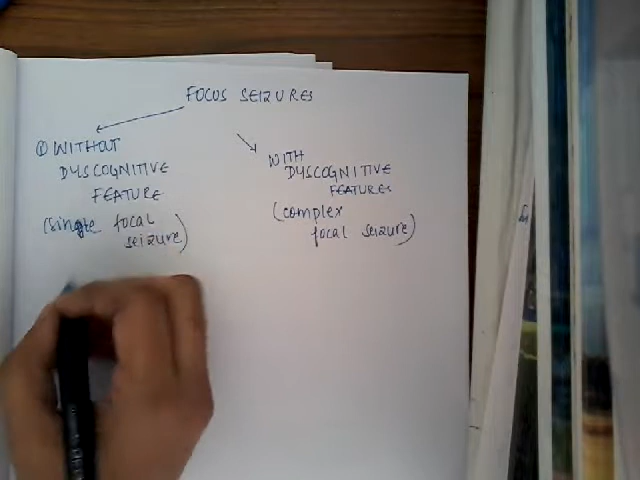 FOCUS SEIZURES
① WITHOUT
DYSCOGNITIVE
FEATURE
(single focal
seizure)
WITH
DYSCOGNITIVE
FEATURES
(complex
focal seizure)